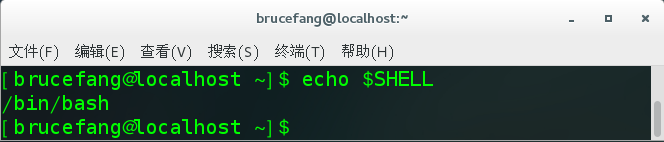 brucefang@localhost:~
文件(F) 编辑(E) 查看(V) 搜索(S) 终端(T) 帮助(H)
[brucefang@localhost ~]$ echo $SHELL
/bin/bash
[brucefang@localhost ~]$